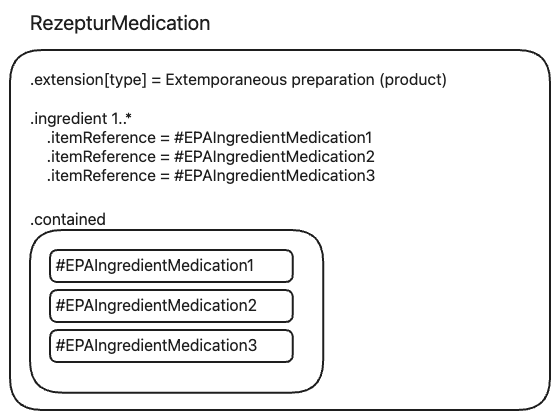 RezepturMedication
.extension[type] = Extemporaneous preparation (product)
.ingredient 1..*
.itemReference = #EPAIngredientMedication1
.itemReference = #EPAIngredientMedication2
.itemReference = #EPAIngredientMedication3
.contained
#EPAIngredientMedication1
#EPAIngredientMedication2
#EPAIngredientMedication3